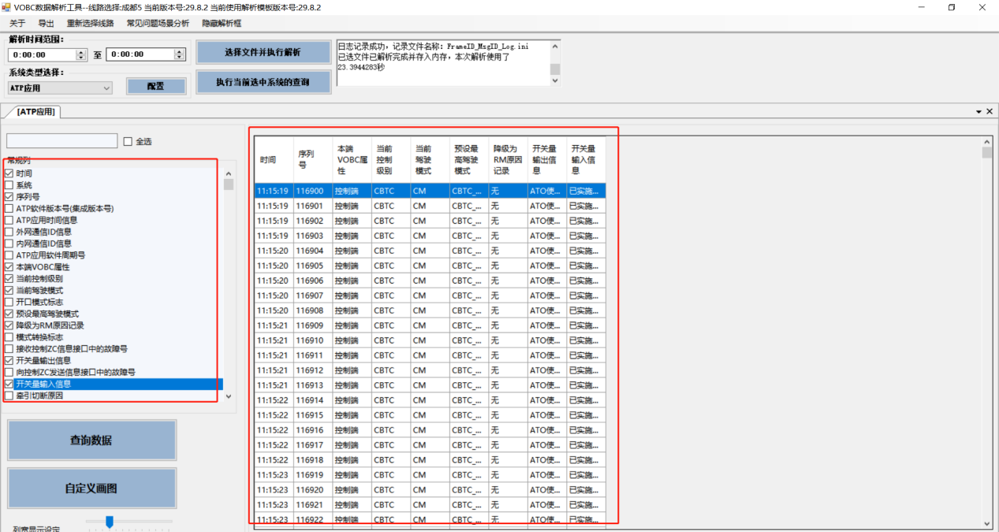 VOBC数据解析工具--线路选择:成都5 当前版本号:29.8.2 当前使用解析模板版本号:29.8.2
关于 导出 重新选择线路 常见问题场景分析 隐藏解析框
解析时间范围:
0:00:00 至 0:00:00
选择文件并执行解析
日志记录成功, 记录文件名称: FrameID_MsgID_Log.ini
已选文件已解析完成并存入内存, 本次解析使用了
23.3944283秒
系统类型选择:
ATP应用 配置 执行当前选中系统的查询
[ATP应用]
全选
常规列
时间
系统
序列号
ATP软件版本号(集成版本号)
ATP应用时间信息
外网通信ID信息
内网通信ID信息
ATP应用软件周期号
本端VOBC属性
当前控制级别
当前驾驶模式
开口模式标志
预设最高驾驶模式
降级为RM原因记录
模式转换标志
接收控制ZC信息接口中的故障号
开关量输出信息
向控制ZC发送信息接口中的故障号
开关量输入信息
牵引切断原因
查询数据
自定义画图
列宽显示设定
时间 序列号 本端VOBC属性 当前控制级别 当前驾驶模式 预设最高驾驶模式 降级为RM原因记录 开关量输出信息 开关量输入信息
11:15:19 116900 控制端 CBTC CM CBTC_... 无 ATO使... 已实施...
11:15:19 116901 控制端 CBTC CM CBTC_... 无 ATO使... 已实施...
11:15:19 116902 控制端 CBTC CM CBTC_... 无 ATO使... 已实施...
11:15:19 116903 控制端 CBTC CM CBTC_... 无 ATO使... 已实施...
11:15:20 116904 控制端 CBTC CM CBTC_... 无 ATO使... 已实施...
11:15:20 116905 控制端 CBTC CM CBTC_... 无 ATO使... 已实施...
11:15:20 116906 控制端 CBTC CM CBTC_... 无 ATO使... 已实施...
11:15:20 116907 控制端 CBTC CM CBTC_... 无 ATO使... 已实施...
11:15:20 116908 控制端 CBTC CM CBTC_... 无 ATO使... 已实施...
11:15:21 116909 控制端 CBTC CM CBTC_... 无 ATO使... 已实施...
11:15:21 116910 控制端 CBTC CM CBTC_... 无 ATO使... 已实施...
11:15:21 116911 控制端 CBTC CM CBTC_... 无 ATO使... 已实施...
11:15:21 116912 控制端 CBTC CM CBTC_... 无 ATO使... 已实施...
11:15:21 116913 控制端 CBTC CM CBTC_... 无 ATO使... 已实施...
11:15:22 116914 控制端 CBTC CM CBTC_... 无 ATO使... 已实施...
11:15:22 116915 控制端 CBTC CM CBTC_... 无 ATO使... 已实施...
11:15:22 116916 控制端 CBTC CM CBTC_... 无 ATO使... 已实施...
11:15:22 116917 控制端 CBTC CM CBTC_... 无 ATO使... 已实施...
11:15:22 116918 控制端 CBTC CM CBTC_... 无 ATO使... 已实施...
11:15:23 116919 控制端 CBTC CM CBTC_... 无 ATO使... 已实施...
11:15:23 116920 控制端 CBTC CM CBTC_... 无 ATO使... 已实施...
11:15:23 116921 控制端 CBTC CM CBTC_... 无 ATO使... 已实施...
11:15:23 116922 控制端 CBTC CM CBTC_... 无 ATO使... 已实施...